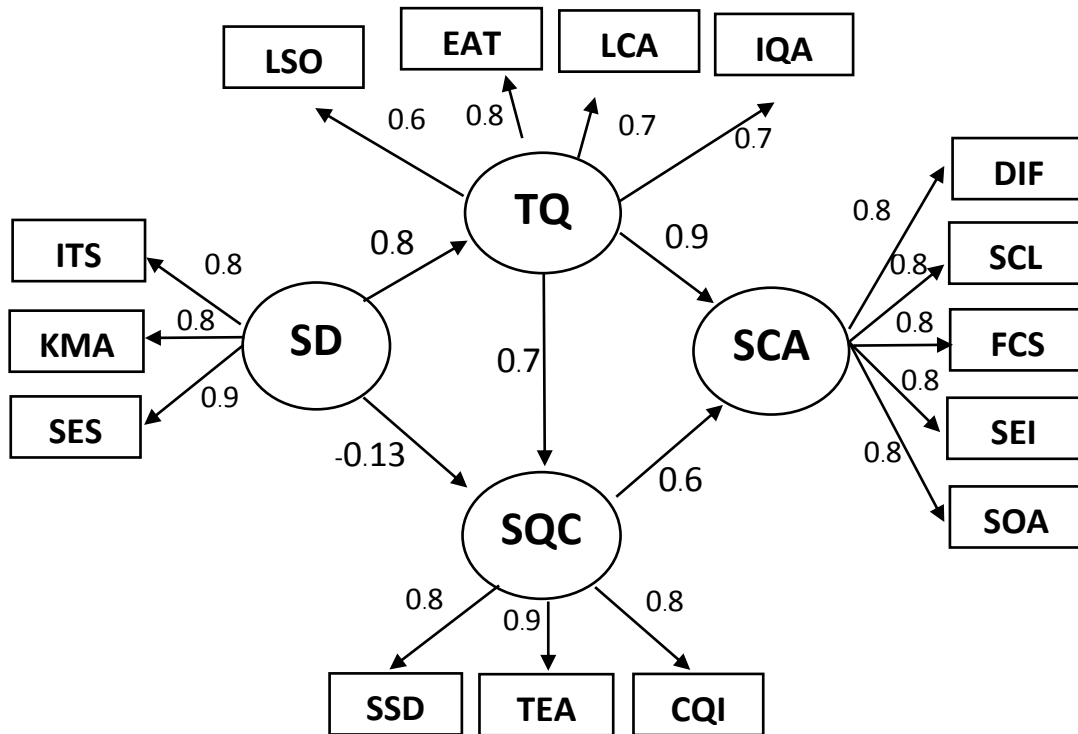 LSO
EAT
LCA
IQA
0.6
0.8
0.7
0.7
TQ
DIF
0.8
SCL
0.8
FCS
0.8
SEI
0.8
SOA
0.8
ITS
0.8
KMA
0.8
SES
0.9
SD
0.8
0.9
SCA
0.7
-0.13
0.6
SQC
0.8
0.9
0.8
SSD
TEA
CQI